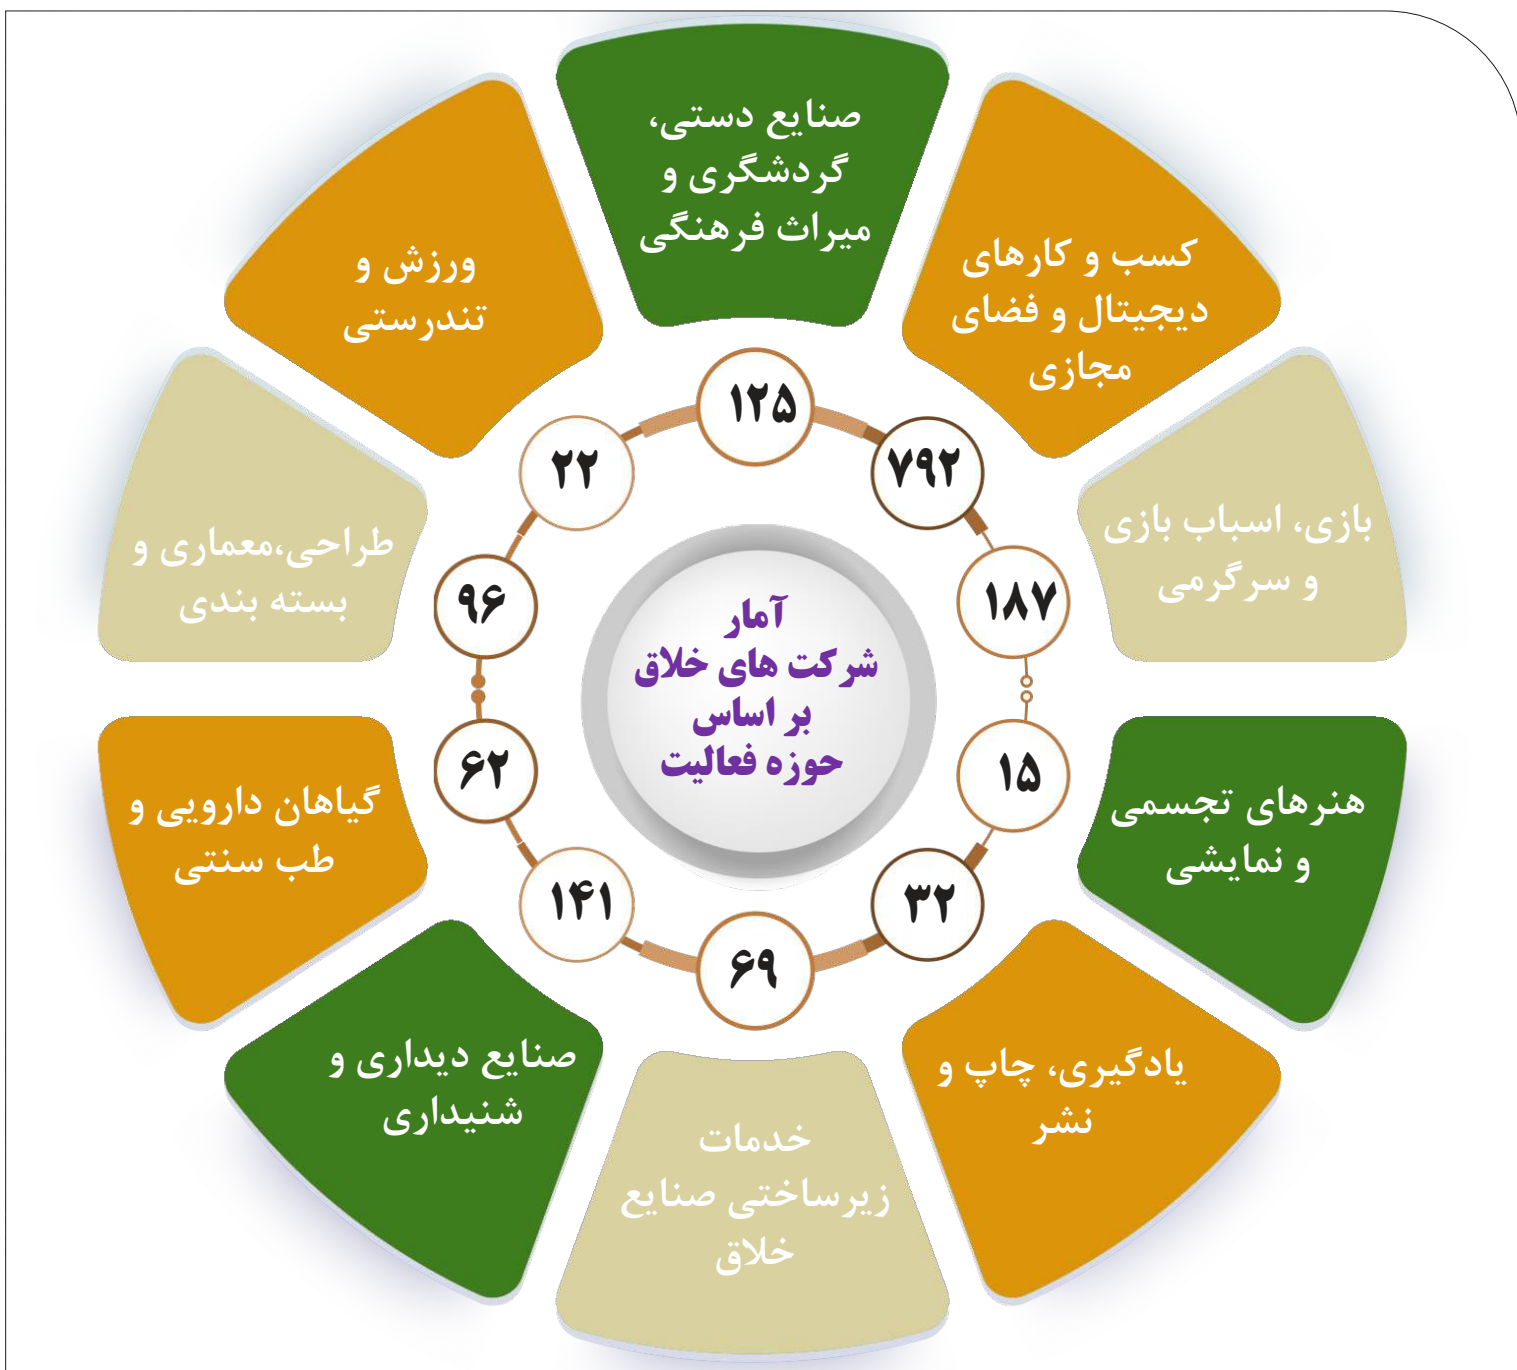 صنایع دستی،
گردشگری و
میراث فرهنگی
۱۲۵
کسب و کارهای
دیجیتال و فضای
مجازی
۷۹۲
بازی، اسباب بازی
و سرگرمی
۱۸۷
هنرهای تجسمی
و نمایشی
۱۵
یادگیری، چاپ و
نشر
۳۲
خدمات
زیرساختی صنایع
خلاق
۶۹
صنایع دیداری و
شنیداری
۱۴۱
گیاهان دارویی و
طب سنتی
۶۲
طراحی،معماری و
بسته بندی
۹۶
ورزش و
تندرستی
۲۲
آمار
شرکت های خلاق
بر اساس
حوزه فعالیت